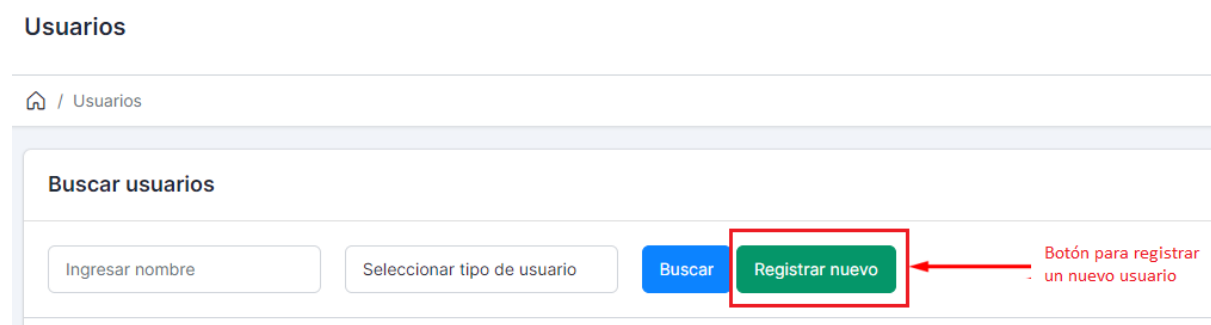 Usuarios
/ Usuarios
Buscar usuarios
Ingresar nombre
Seleccionar tipo de usuario
Buscar
Registrar nuevo
Botón para registrar
un nuevo usuario